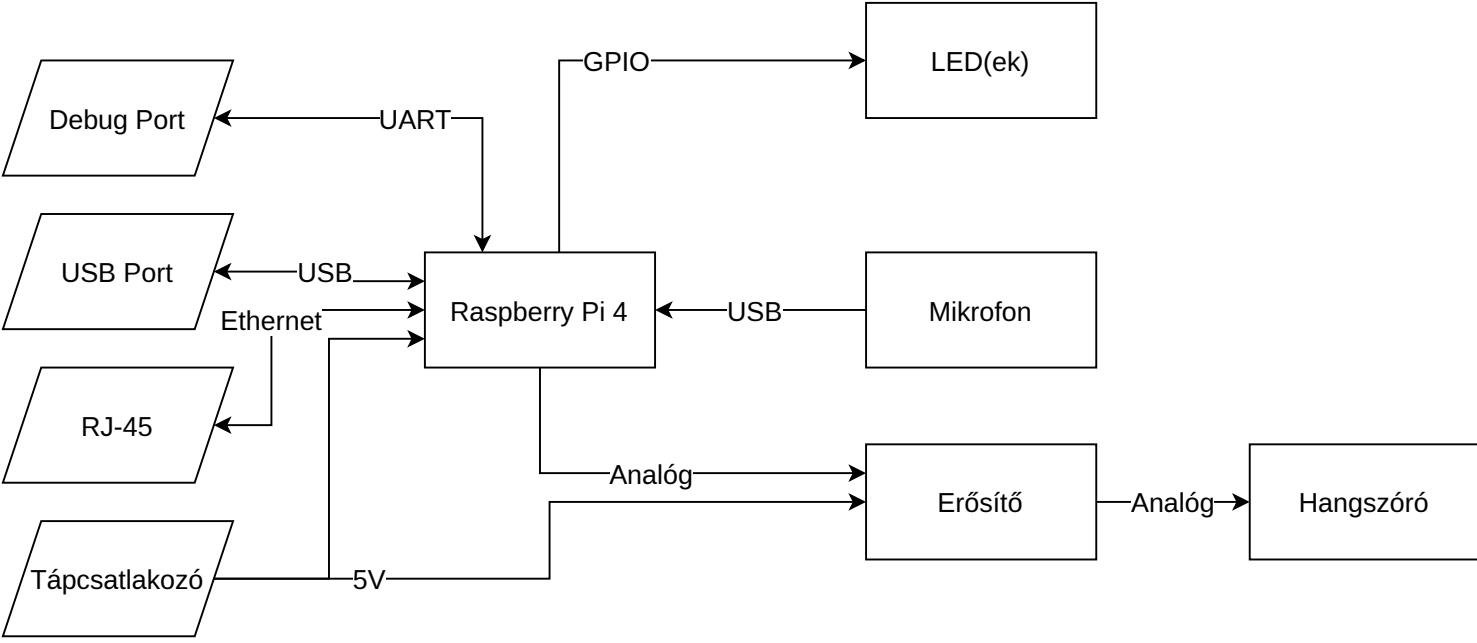 GPIO
LED(ek)
Debug Port
UART
USB Port
USB
Raspberry Pi 4
USB
Mikrofon
Ethernet
RJ-45
Analóg
Erősítő
Analóg
Hangszóró
Tápcsatlakozó
5V